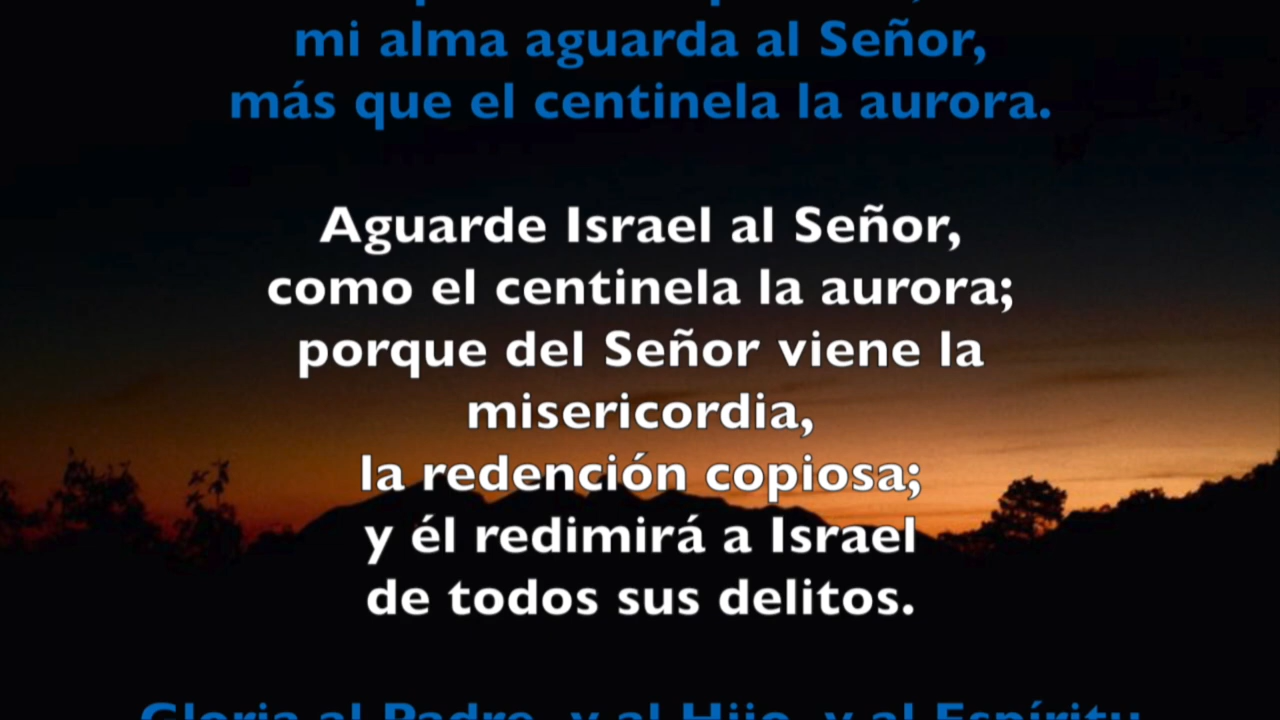 mi alma aguarda al Señor,
más que el centinela la aurora.
Aguarde Israel al Señor,
como el centinela la aurora;
porque del Señor viene la
misericordia,
la redención copiosa;
y él redimirá a Israel
de todos sus delitos.
Gloria al Padre, y al Hijo, y al Espíritu